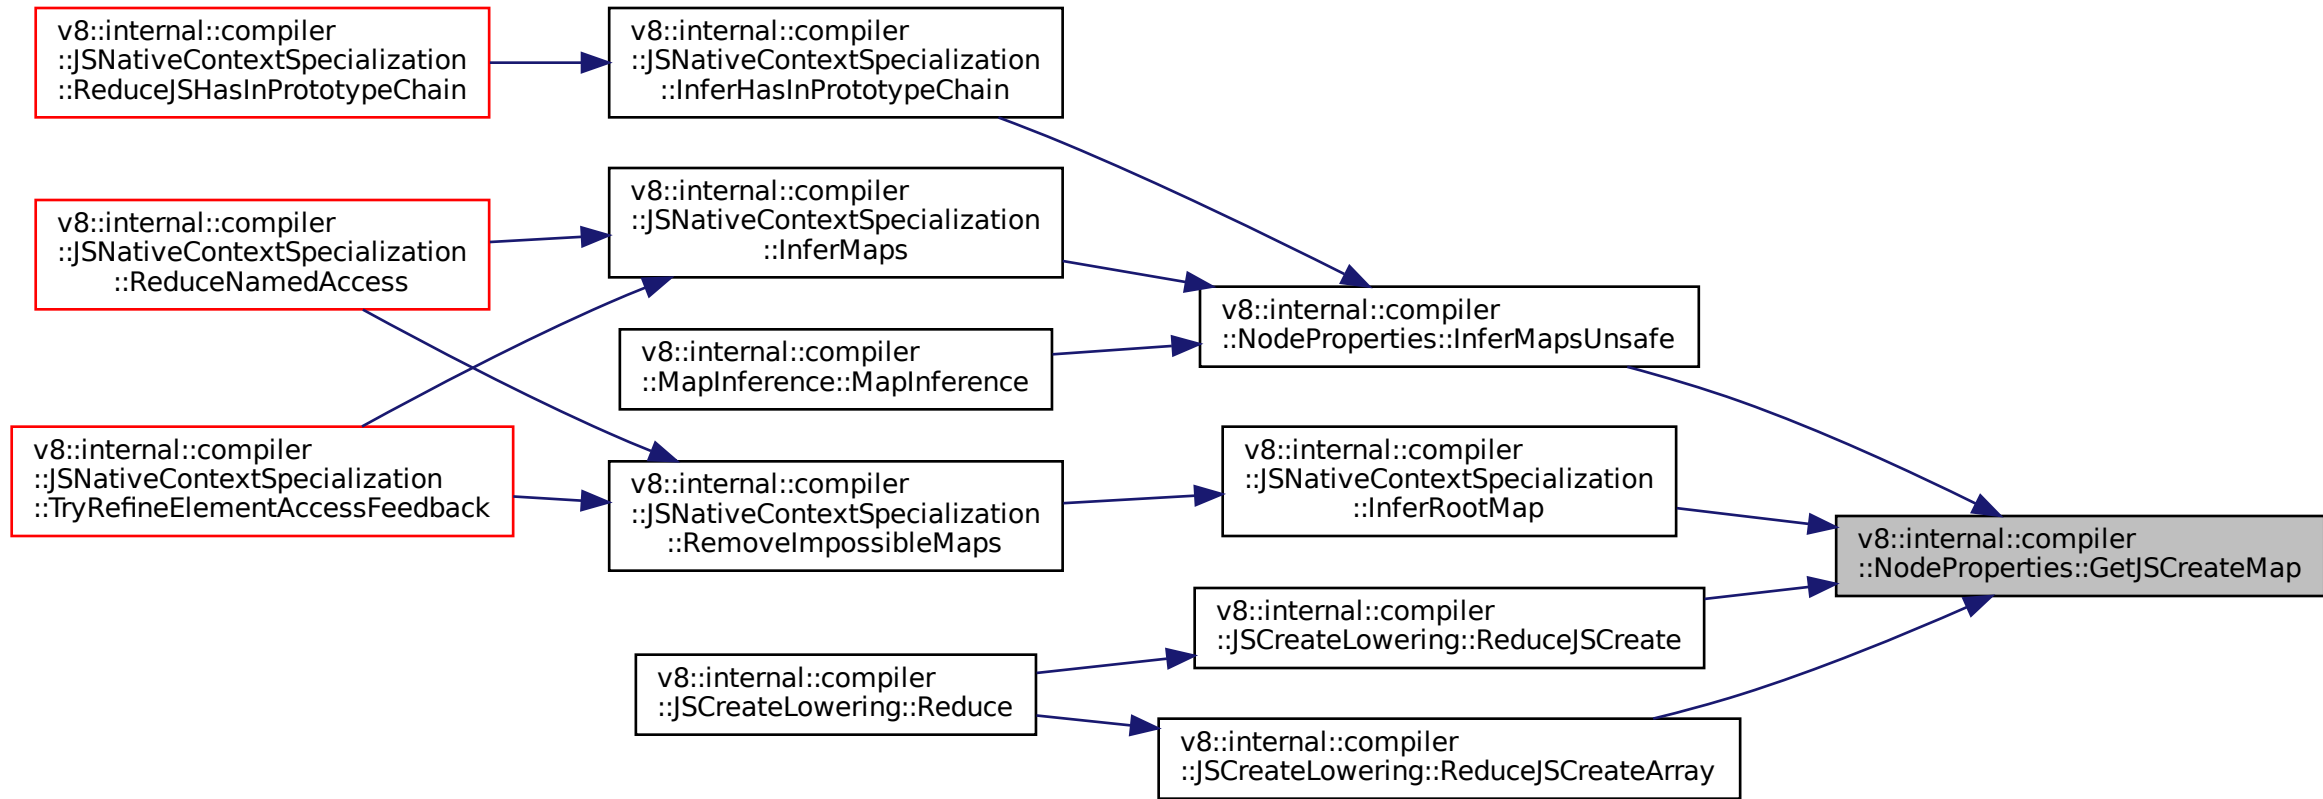 v8::internal::compiler
::JSNativeContextSpecialization
::ReduceJSHasInPrototypeChain
v8::internal::compiler
::JSNativeContextSpecialization
::InferHasInPrototypeChain
v8::internal::compiler
::JSNativeContextSpecialization
::ReduceNamedAccess
v8::internal::compiler
::JSNativeContextSpecialization
::InferMaps
v8::internal::compiler
::NodeProperties::InferMapsUnsafe
v8::internal::compiler
::MapInference::MapInference
v8::internal::compiler
::JSNativeContextSpecialization
::TryRefineElementAccessFeedback
v8::internal::compiler
::JSNativeContextSpecialization
::RemoveImpossibleMaps
v8::internal::compiler
::JSNativeContextSpecialization
::InferRootMap
v8::internal::compiler
::NodeProperties::GetJSCreateMap
v8::internal::compiler
::JSCreateLowering::ReduceJSCreate
v8::internal::compiler
::JSCreateLowering::Reduce
v8::internal::compiler
::JSCreateLowering::ReduceJSCreateArray